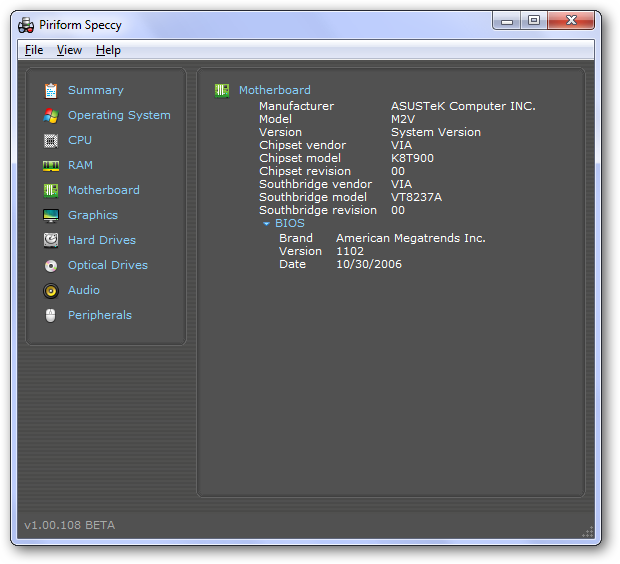 Piriform Speccy
File View Help
Summary
Operating System
CPU
RAM
Motherboard
Graphics
Hard Drives
Optical Drives
Audio
Peripherals
Motherboard
Manufacturer ASUSTeK Computer INC.
Model M2V
Version System Version
Chipset vendor VIA
Chipset model K8T900
Chipset revision 00
Southbridge vendor VIA
Southbridge model VT8237A
Southbridge revision 00
BIOS
Brand American Megatrends Inc.
Version 1102
Date 10/30/2006
v1.00.108 BETA